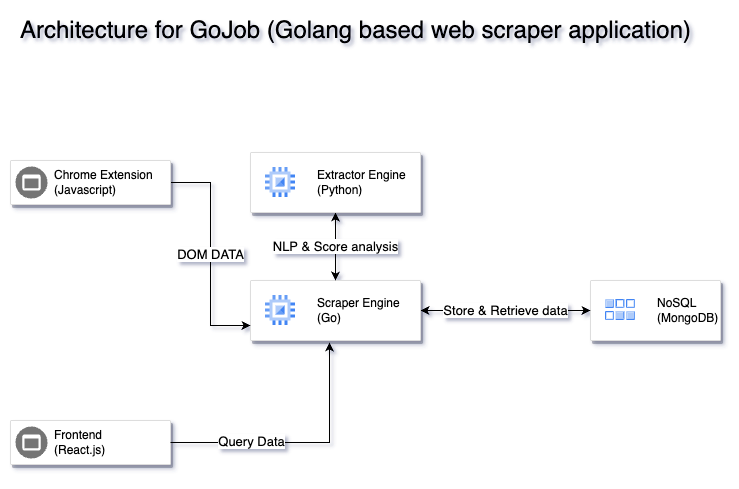 Architecture for GoJob (Golang based web scraper application)
Chrome Extension
(Javascript)
Extractor Engine
(Python)
DOM DATA
NLP & Score analysis
Scraper Engine
(Go)
Store & Retrieve data
NoSQL
(MongoDB)
Frontend
(React.js)
Query Data